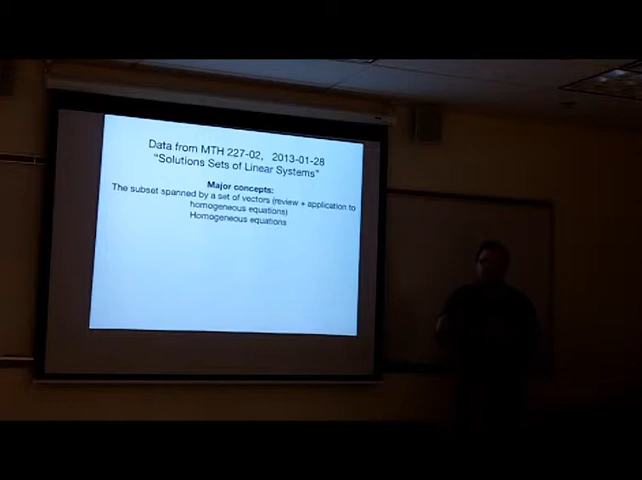 Data from MTH 227-02, 2013-01-28
"Solutions Sets of Linear Systems"
Major concepts:
The subset spanned by a set of vectors (review + application to
homogeneous equations)
Homogeneous equations